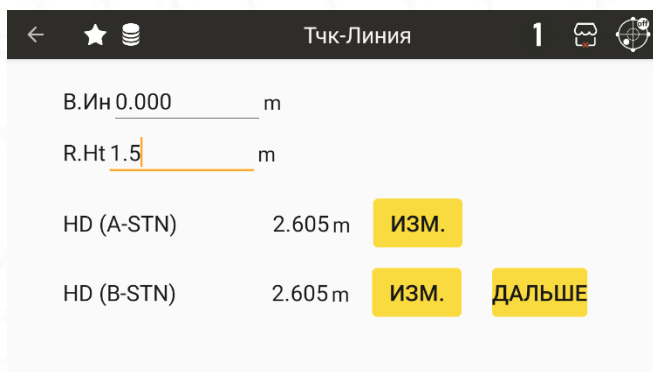 Тчк-Линия 1 off
В.Ин 0.000 m
R.Ht 1.5 m
HD (A-STN) 2.605 m ИЗМ.
HD (B-STN) 2.605 m ИЗМ. ДАЛЬШЕ